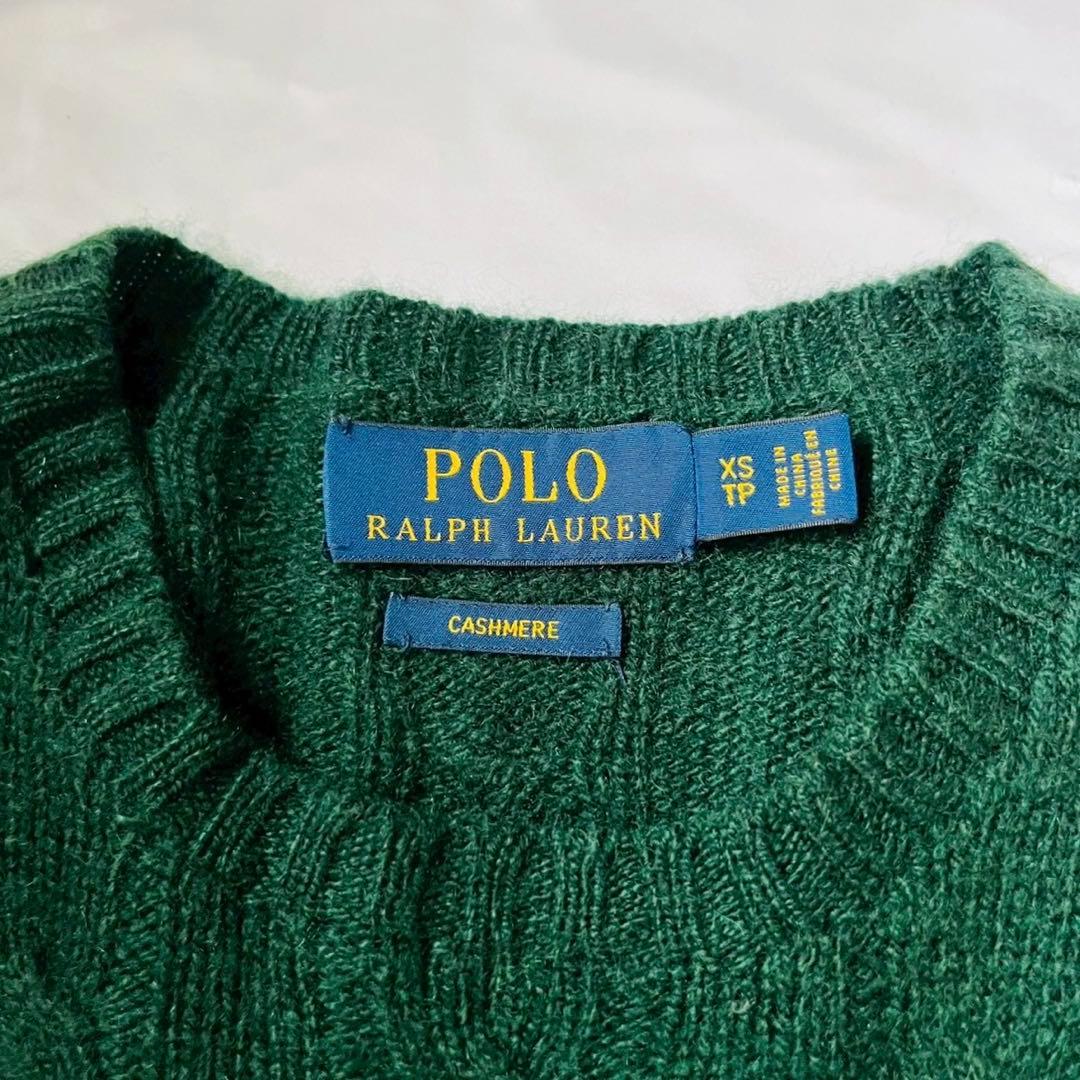 POLO
RALPH LAUREN
XS
TP
MADE IN
CHINA
FABRIQUÉ EN
CHINE
CASHMERE